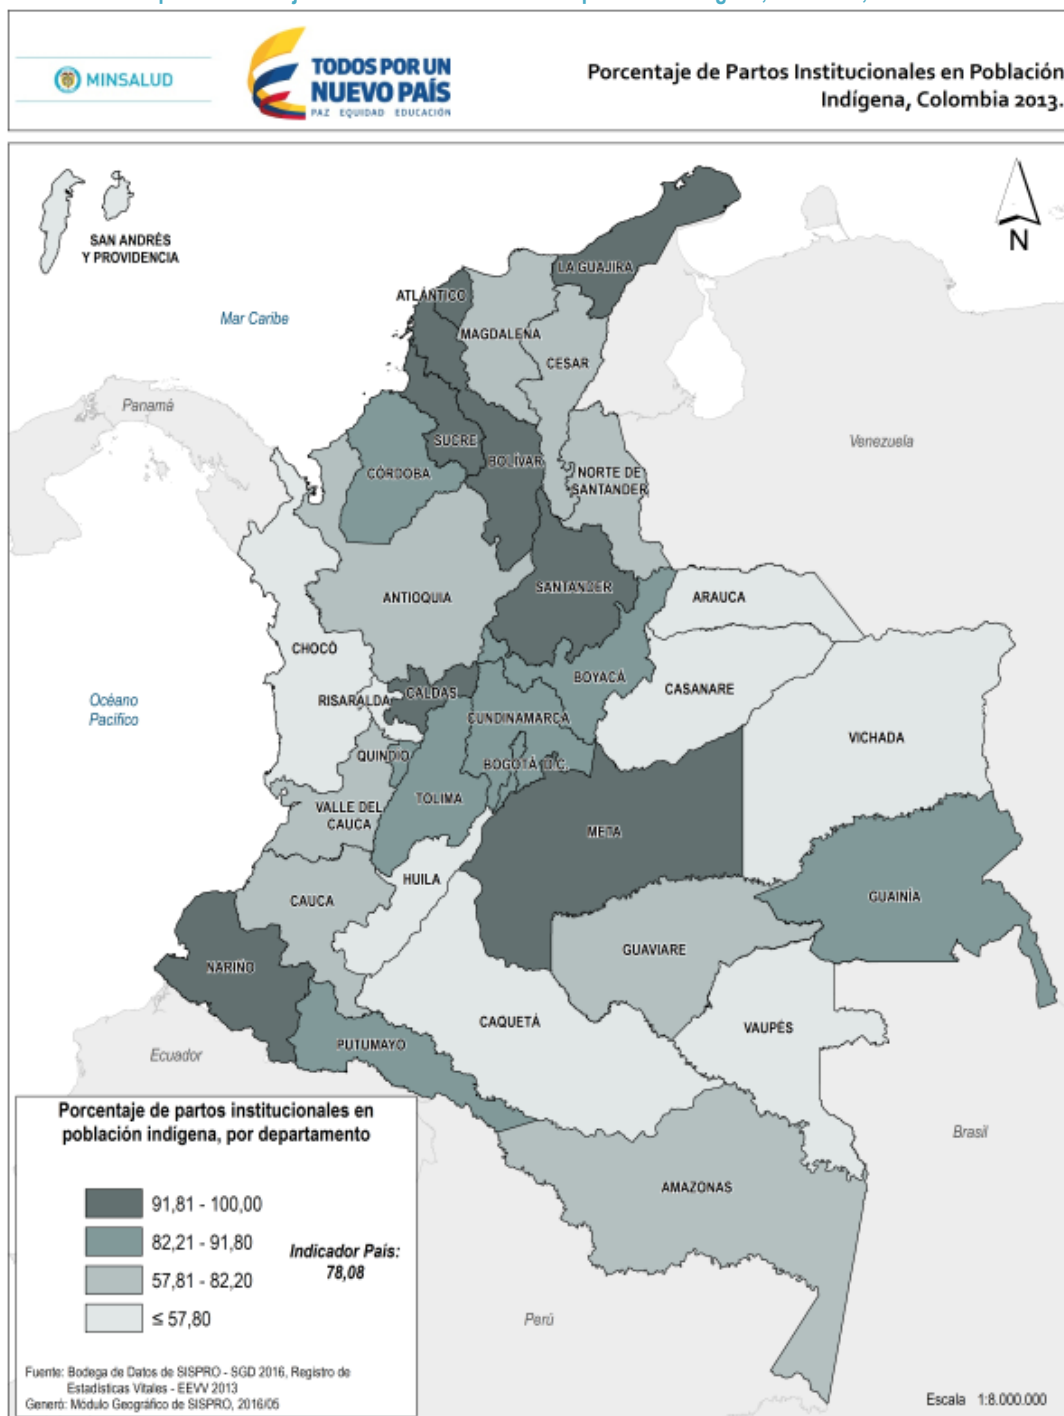 MINSALUD
TODOS POR UN
NUEVO PAÍS
PAZ EQUIDAD EDUCACIÓN
Porcentaje de Partos Institucionales en Población
Indígena, Colombia 2013.
SAN ANDRÉS
Y PROVIDENCIA
N
LA GUAJIRA
ATLÁNTICO
Mar Caribe
MAGDALENA
CESAR
Panamá
SUCRE
Venezuela
BOLÍVAR
CÓRDOBA
NORTE DE
SANTANDER
SANTANDER
ANTIOQUIA
ARAUCA
CHOCÓ
BOYACÁ
CASANARE
RISARALDA
CALDAS
Océano
Pacífico
CUNDINAMARCA
VICHADA
QUINDIO
BOGOTÁ D.C.
TOLIMA
VALLE DEL
CAUCA
META
HUILA
GUAINÍA
CAUCA
GUAVIARE
NARIÑO
CAQUETÁ
VAUPÉS
PUTUMAYO
Ecuador
Brasil
AMAZONAS
Perú
Porcentaje de partos institucionales en
población indígena, por departamento
91,81 - 100,00
82,21 - 91,80
57,81 - 82,20
≤ 57,80
Indicador País:
78,08
Fuente: Bodega de Datos de SISPRO - SGD 2016, Registro de
Estadísticas Vitales - EEVV 2013
Generó: Módulo Geográfico de SISPRO, 2016/05
Escala 1:8.000.000